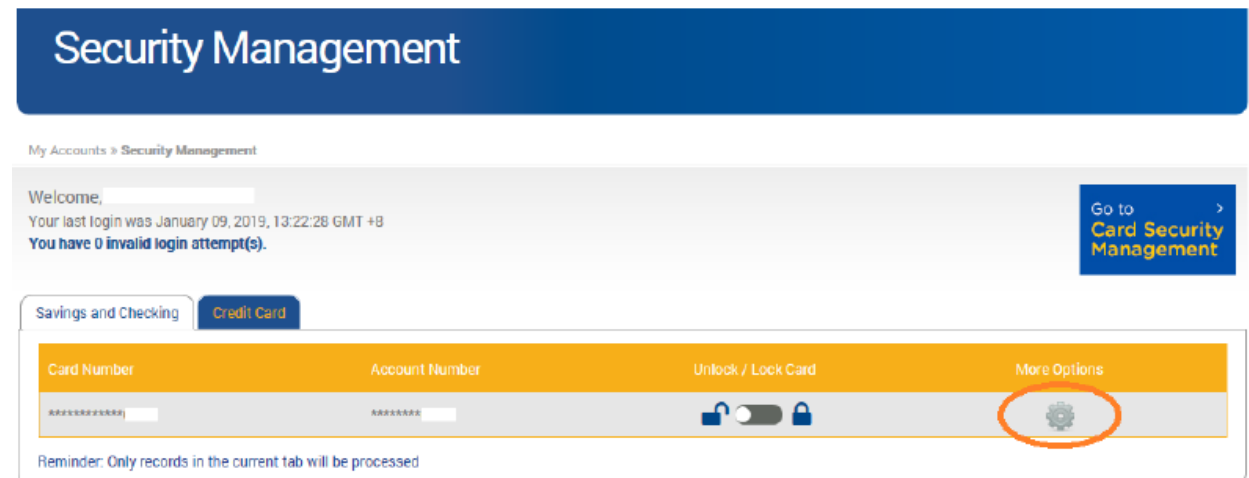 Security Management
My Accounts » Security Management
Welcome,
Your last login was January 09, 2019, 13:22:28 GMT +8
You have 0 invalid login attempt(s).
Go to >
Card Security
Management
Savings and Checking Credit Card
Card Number Account Number Unlock / Lock Card More Options
************ ********
Reminder: Only records in the current tab will be processed